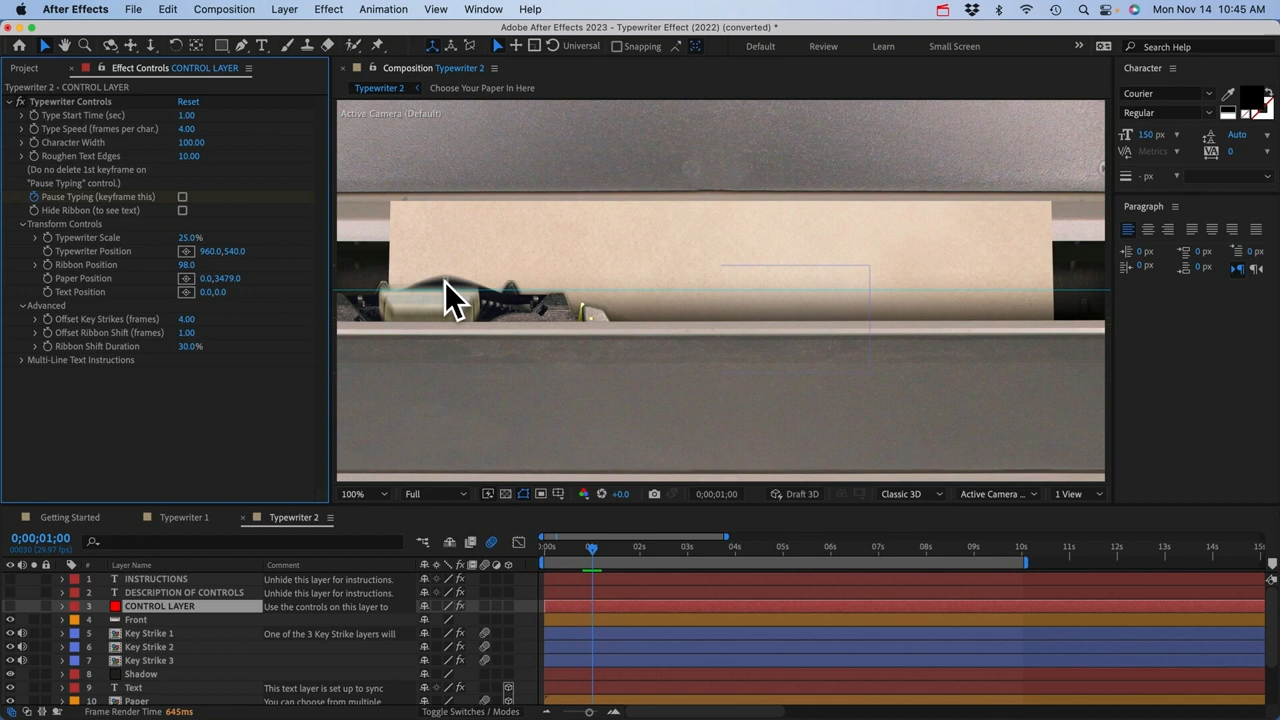 After Effects File Edit Composition Layer Effect Animation View Window Help Mon Nov 14 10:45 AM
Adobe After Effects 2023 - Typewriter Effect (2022) (converted) *
Universal Snapping Default Review Learn Small Screen Search Help
Project Effect Controls CONTROL LAYER Composition Typewriter 2 Character
Typewriter 2 • CONTROL LAYER
Typewriter 2 Choose Your Paper In Here
Courier
Typewriter Controls Reset
Type Start Time (sec) 1.00
Active Camera (Default)
Regular
Type Speed (frames per char.) 4.00
150 px Auto
Character Width 100.00
Metrics 0
Roughen Text Edges 10.00
(Do no delete 1st keyframe on
- px
"Pause Typing" control.)
Pause Typing (keyframe this)
Hide Ribbon (to see text)
Paragraph
Transform Controls
Typewriter Scale 25.0%
Typewriter Position 960.0,540.0
0 px 0 px 0 px
Ribbon Position 98.0
0 px 0 px
Paper Position 0.0,3479.0
Text Position 0.0,0.0
Advanced
Offset Key Strikes (frames) 4.00
Offset Ribbon Shift (frames) 1.00
Ribbon Shift Duration 30.0%
Multi-Line Text Instructions
100% Full +0.0 0;00;01;00 Draft 3D Classic 3D Active Camera ... 1 View
Getting Started Typewriter 1 Typewriter 2
0;00;01;00
00030 (29.97 fps)
02s 03s 04s 05s 06s 07s 08s 09s 10s 11s 12s 13s 14s
# Layer Name Comment
1 T INSTRUCTIONS Unhide this layer for instructions.
2 T DESCRIPTION OF CONTROLS Unhide this layer for instructions.
3 CONTROL LAYER Use the controls on this layer to
4 Front
5 Key Strike 1 One of the 3 Key Strike layers will
6 Key Strike 2
7 Key Strike 3
8 Shadow
9 T Text This text layer is set up to sync
10 Paper You can choose from multiple
Frame Render Time 645ms Toggle Switches / Modes